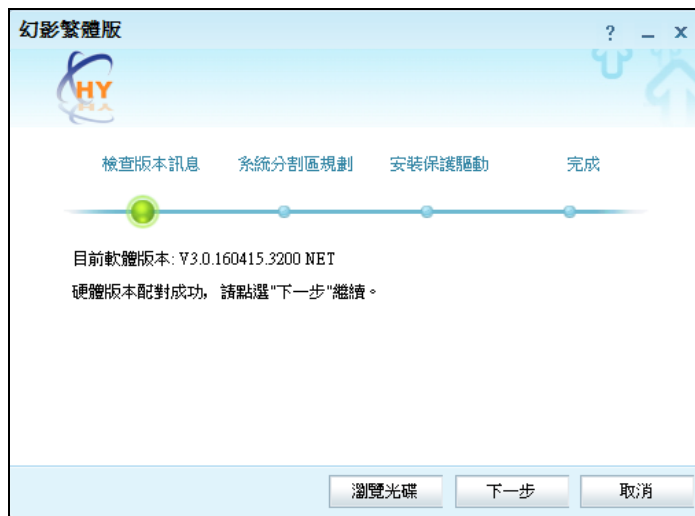 幻影繁體版
? _ x
HY
檢查版本訊息 系統分割區規劃 安裝保護驅動 完成
目前軟體版本: V3.0.160415.3200 NET
硬體版本配對成功，請點選"下一步"繼續。
瀏覽光碟 下一步 取消